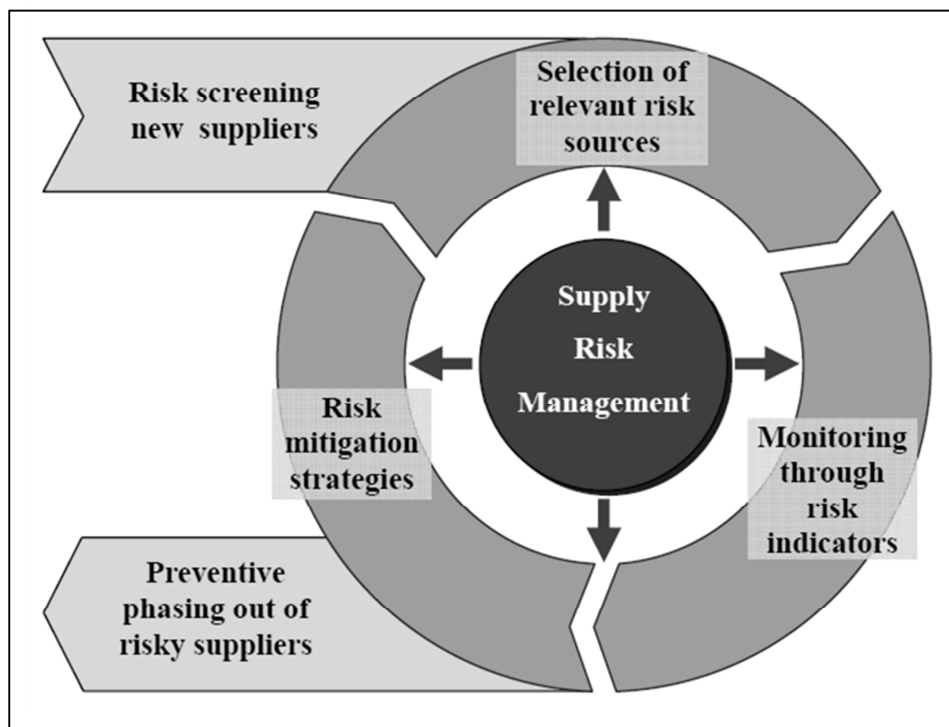 Risk screening
new suppliers
Selection of
relevant risk
sources
Supply
Risk
Management
Risk
mitigation
strategies
Monitoring
through
risk
indicators
Preventive
phasing out of
risky suppliers